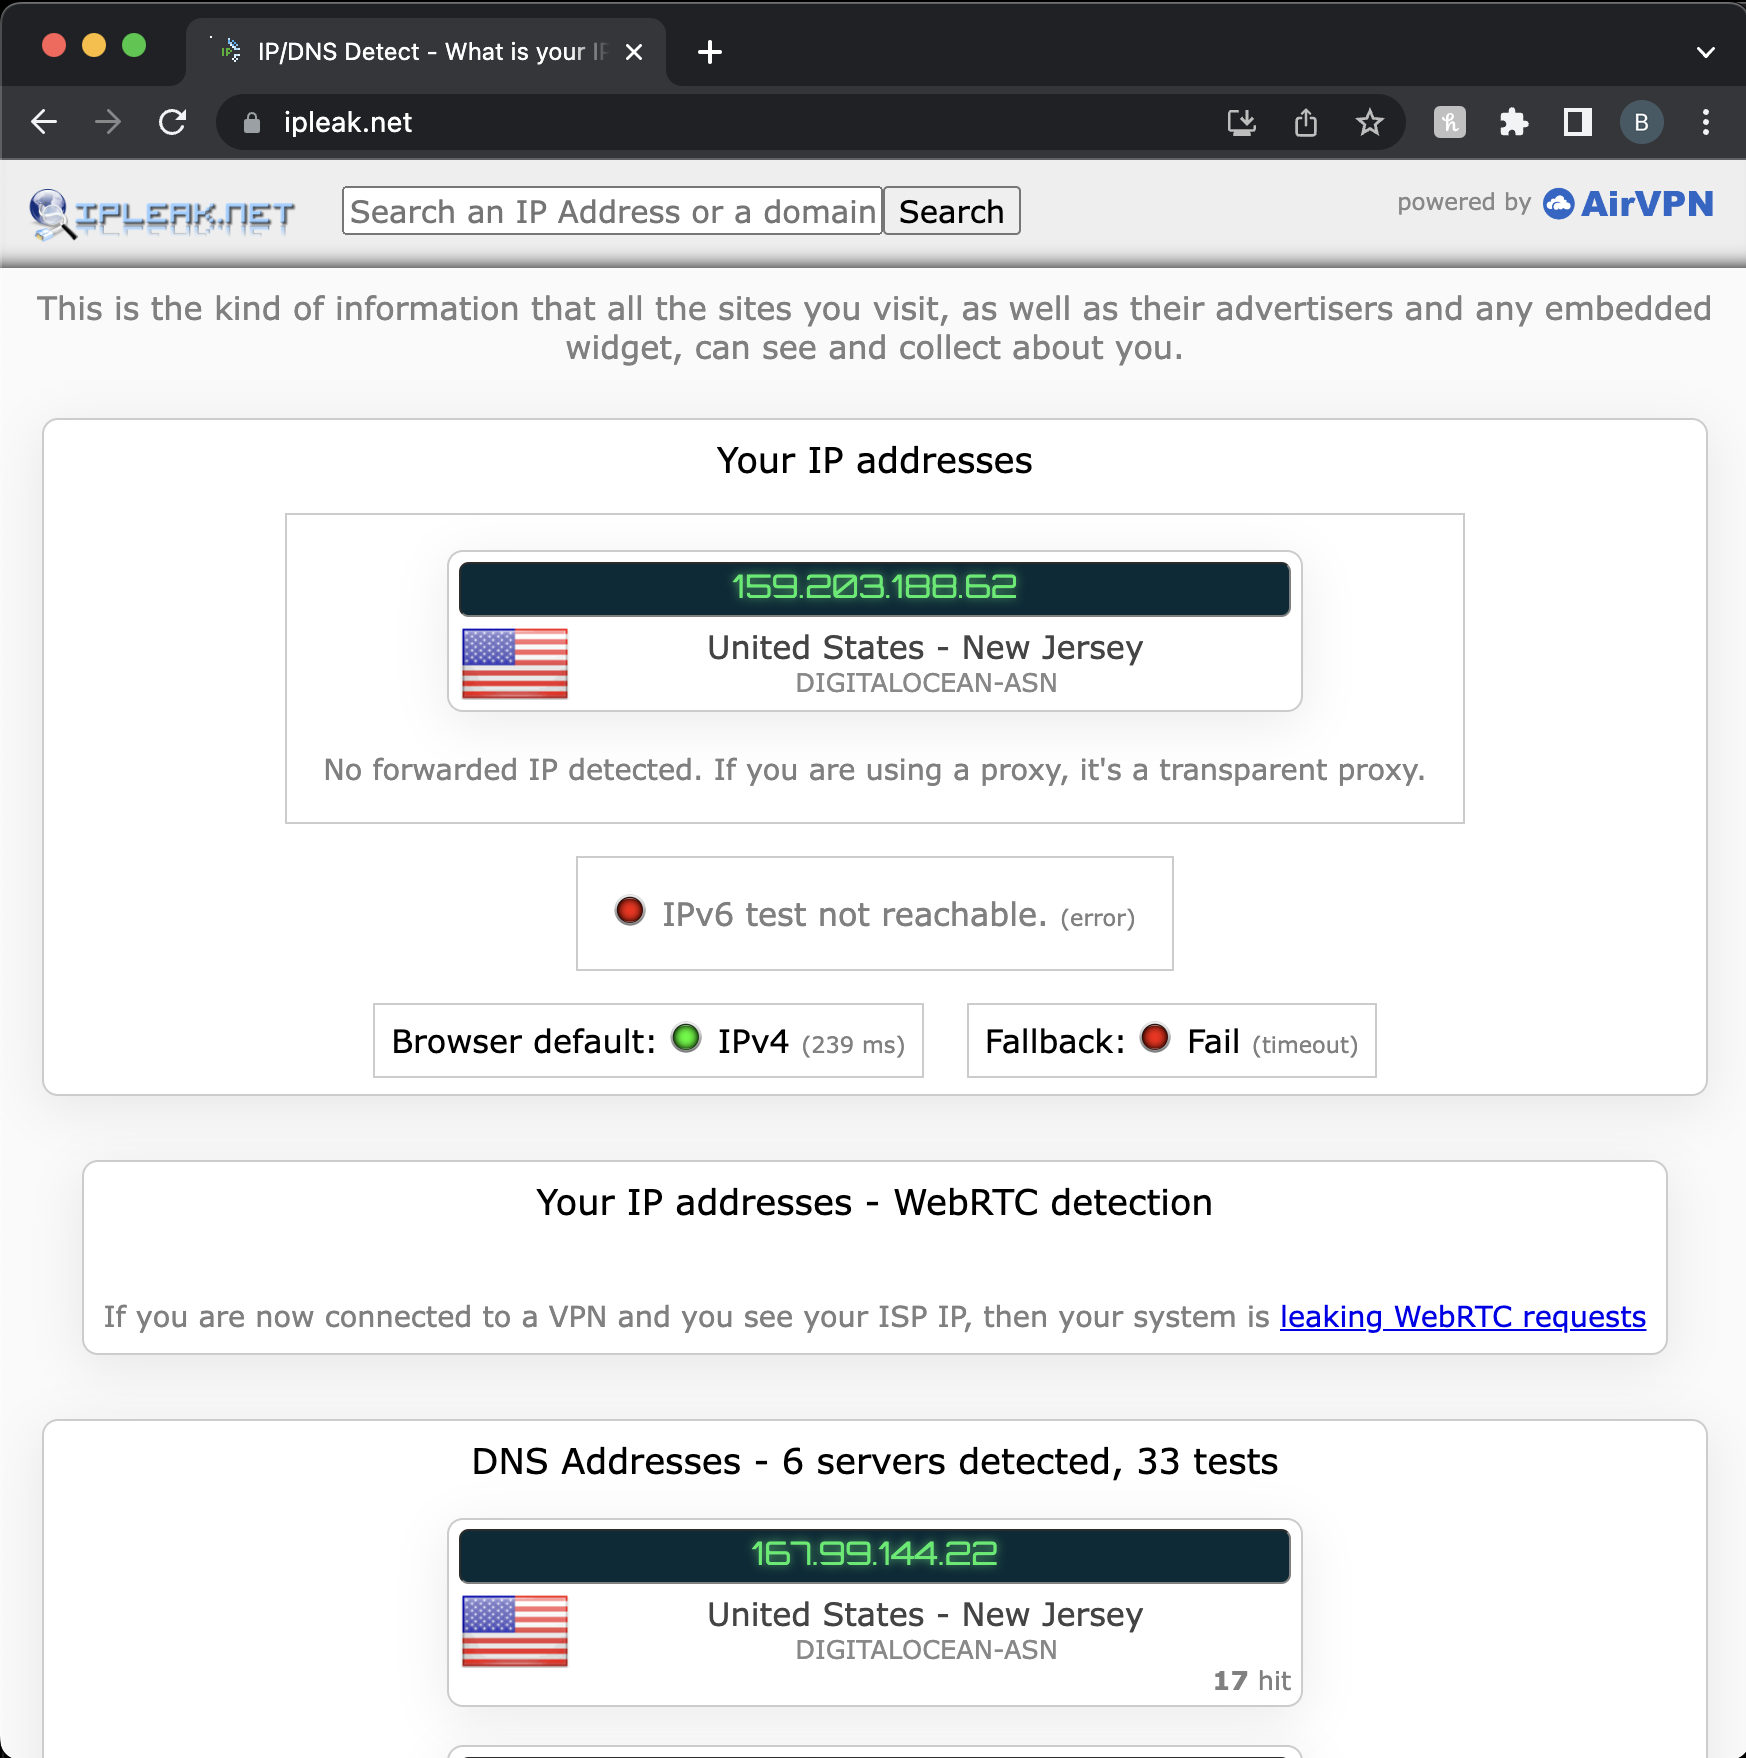 IP/DNS Detect - What is your IP
ipleak.net
B
IPLEAK.NET
Search an IP Address or a domain
Search
powered by AirVPN
This is the kind of information that all the sites you visit, as well as their advertisers and any embedded
widget, can see and collect about you.
Your IP addresses
159.203.188.62
United States - New Jersey
DIGITALOCEAN-ASN
No forwarded IP detected. If you are using a proxy, it's a transparent proxy.
IPv6 test not reachable. (error)
Browser default: IPv4 (239 ms)
Fallback: Fail (timeout)
Your IP addresses - WebRTC detection
If you are now connected to a VPN and you see your ISP IP, then your system is leaking WebRTC requests
DNS Addresses - 6 servers detected, 33 tests
167.99.144.22
United States - New Jersey
DIGITALOCEAN-ASN
17 hit